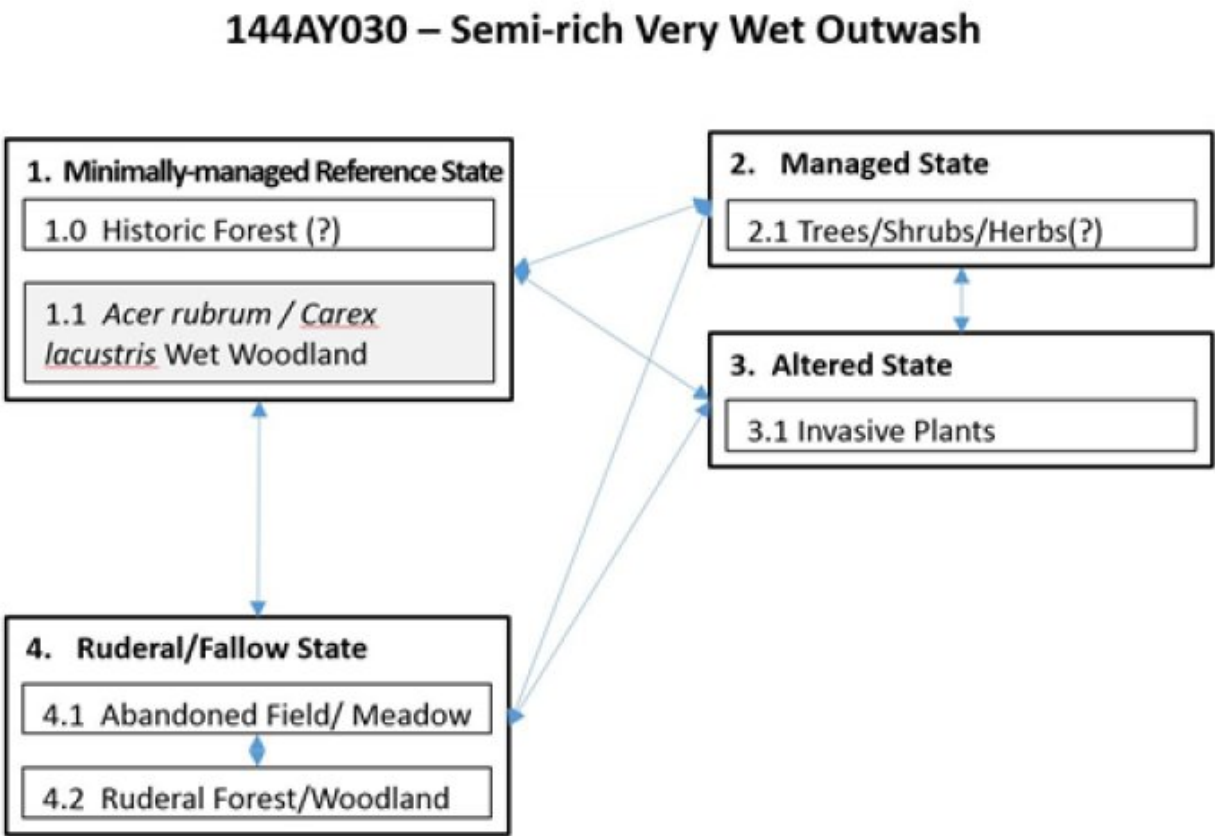 144AY030 – Semi-rich Very Wet Outwash
1. Minimally-managed Reference State
1.0 Historic Forest (?)
1.1 Acer rubrum / Carex
lacustris Wet Woodland
2. Managed State
2.1 Trees/Shrubs/Herbs(?)
3. Altered State
3.1 Invasive Plants
4. Ruderal/Fallow State
4.1 Abandoned Field/ Meadow
4.2 Ruderal Forest/Woodland